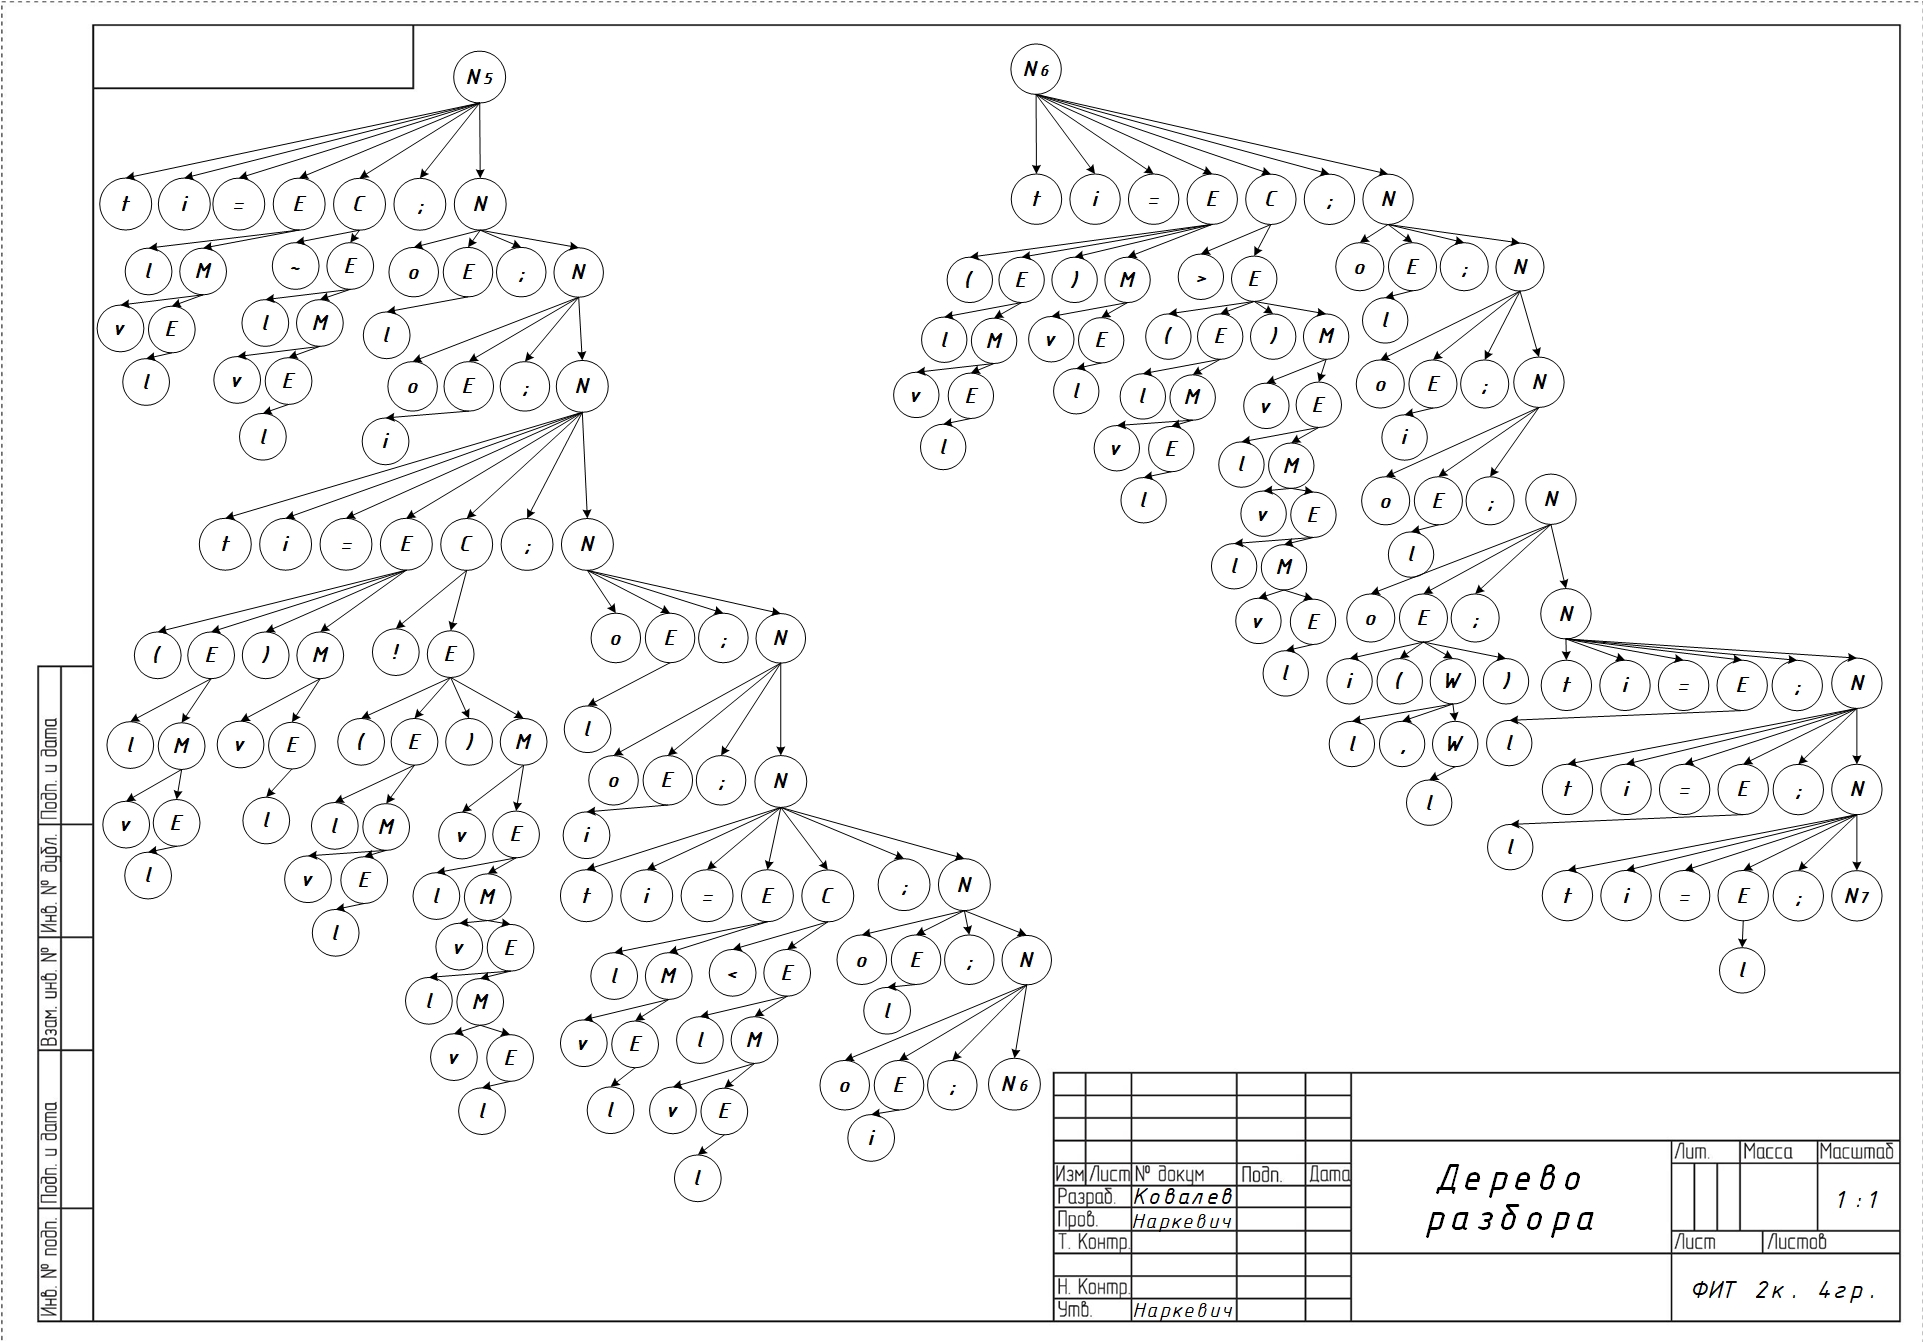 N5
t i = E C ; N
l M ~ E o E ; N
v E l M l
l v E o E ; N
l i
t i = E C ; N
( E ) M ! E o E ; N
l M v E ( E ) M l
v E l l M v E o E ; N
l v E l M i
l v E t i = E C ; N
l M l M < E o E ; N
v E v E l M l
l l v E o E ; N6
l i
N6
t i = E C ; N
( E ) M > E o E ; N
l M v E ( E ) M l
v E l l M v E o E ; N
l v E l M i
l v E o E ; N
l M l
v E o E ; N
l i ( W ) t i = E ; N
l , W l
l t i = E ; N
l
t i = E ; N7
l
Подп. и дата
Инв. № дубл.
Взам. инв. №
Подп. и дата
Инв. № подп.
Изм Лист № докум Подп. Дата
Разраб. Ковалев
Пров. Наркевич
Т. Контр.
Н. Контр.
Утв. Наркевич
Дерево
разбора
Лит. Масса Масштаб
1:1
Лист Листов
ФИТ 2к. 4гр.